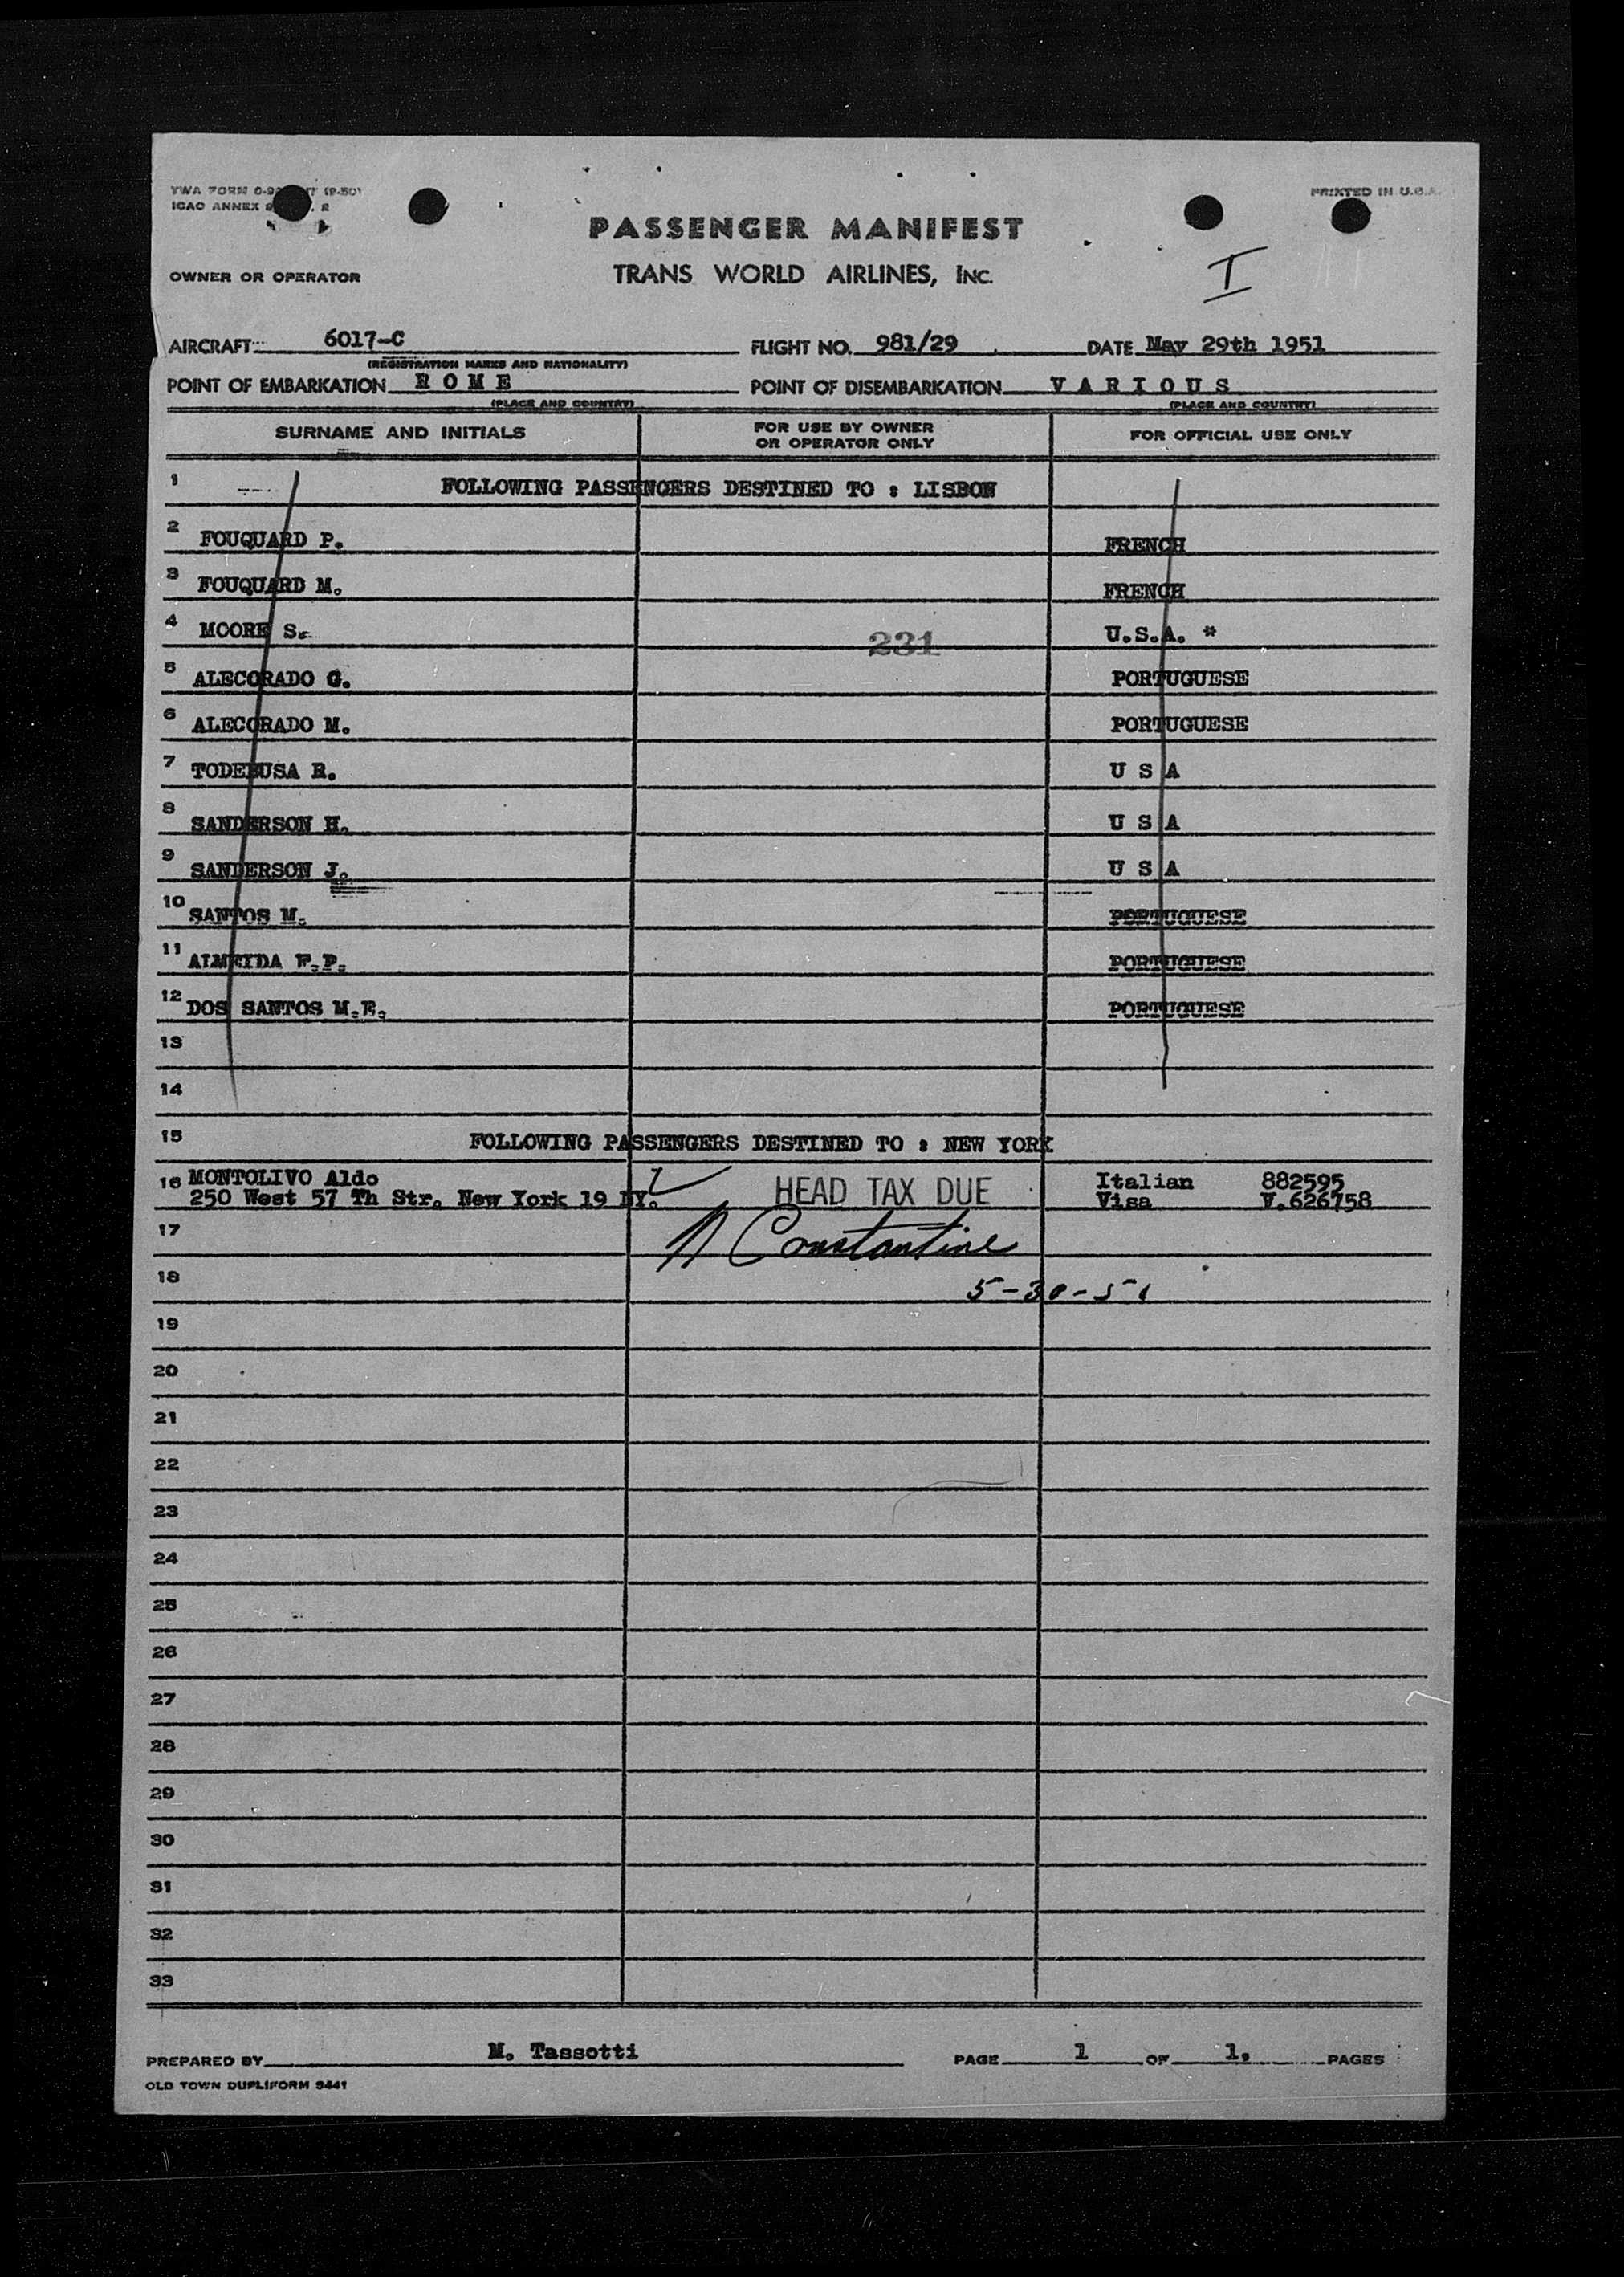 PRINTED IN U.S.A.
PASSENGER MANIFEST
OWNER OR OPERATOR TRANS WORLD AIRLINES, INC.
I
AIRCRAFT 6017-C FLIGHT NO. 981/29 DATE May 29th 1951
(REGISTRATION MARKS AND NATIONALITY)
POINT OF EMBARKATION R O M E POINT OF DISEMBARKATION V A R I O U S
(PLACE AND COUNTRY) (PLACE AND COUNTRY)
SURNAME AND INITIALS FOR USE BY OWNER OR OPERATOR ONLY FOR OFFICIAL USE ONLY
1 FOLLOWING PASSENGERS DESTINED TO : LISBON
2 FOUQUARD P. FRENCH
3 FOUQUARD M. FRENCH
4 MOORE S. 231 U.S.A. *
5 ALECORADO G. PORTUGUESE
6 ALECORADO M. PORTUGUESE
7 R. U S A
8 SANDERSON H. U S A
9 SANDERSON J. U S A
10 SANTOS M. PORTUGUESE
11 ALMEIDA F.P. PORTUGUESE
12 DOS SANTOS M.E. PORTUGUESE
13
14
15 FOLLOWING PASSENGERS DESTINED TO : NEW YORK
16 MONTOLIVO Aldo HEAD TAX DUE Italian 882595
250 West 57 Th Str. New York 19 NY. Visa V.626758
17 Constantine
18 5-30-51
19
20
21
22
23
24
25
26
27
28
29
30
31
32
33
PREPARED BY M. Tassotti PAGE 1 OF 1. PAGES
OLD TOWN DUPLIFORM 9441